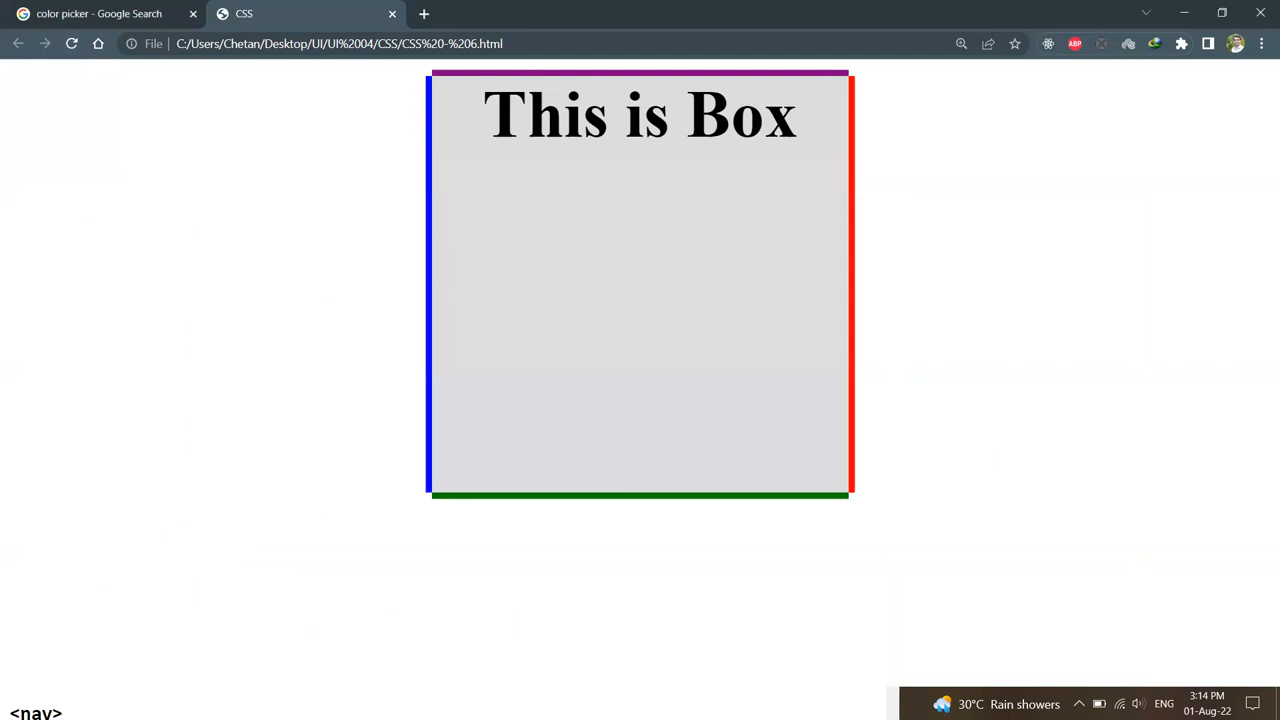 color picker - Google Search
CSS
File
C:/Users/Chetan/Desktop/UI/UI%2004/CSS/CSS%20-%206.html
ABP
This is Box
<nav>
30°C Rain showers
ENG
3:14 PM
01-Aug-22